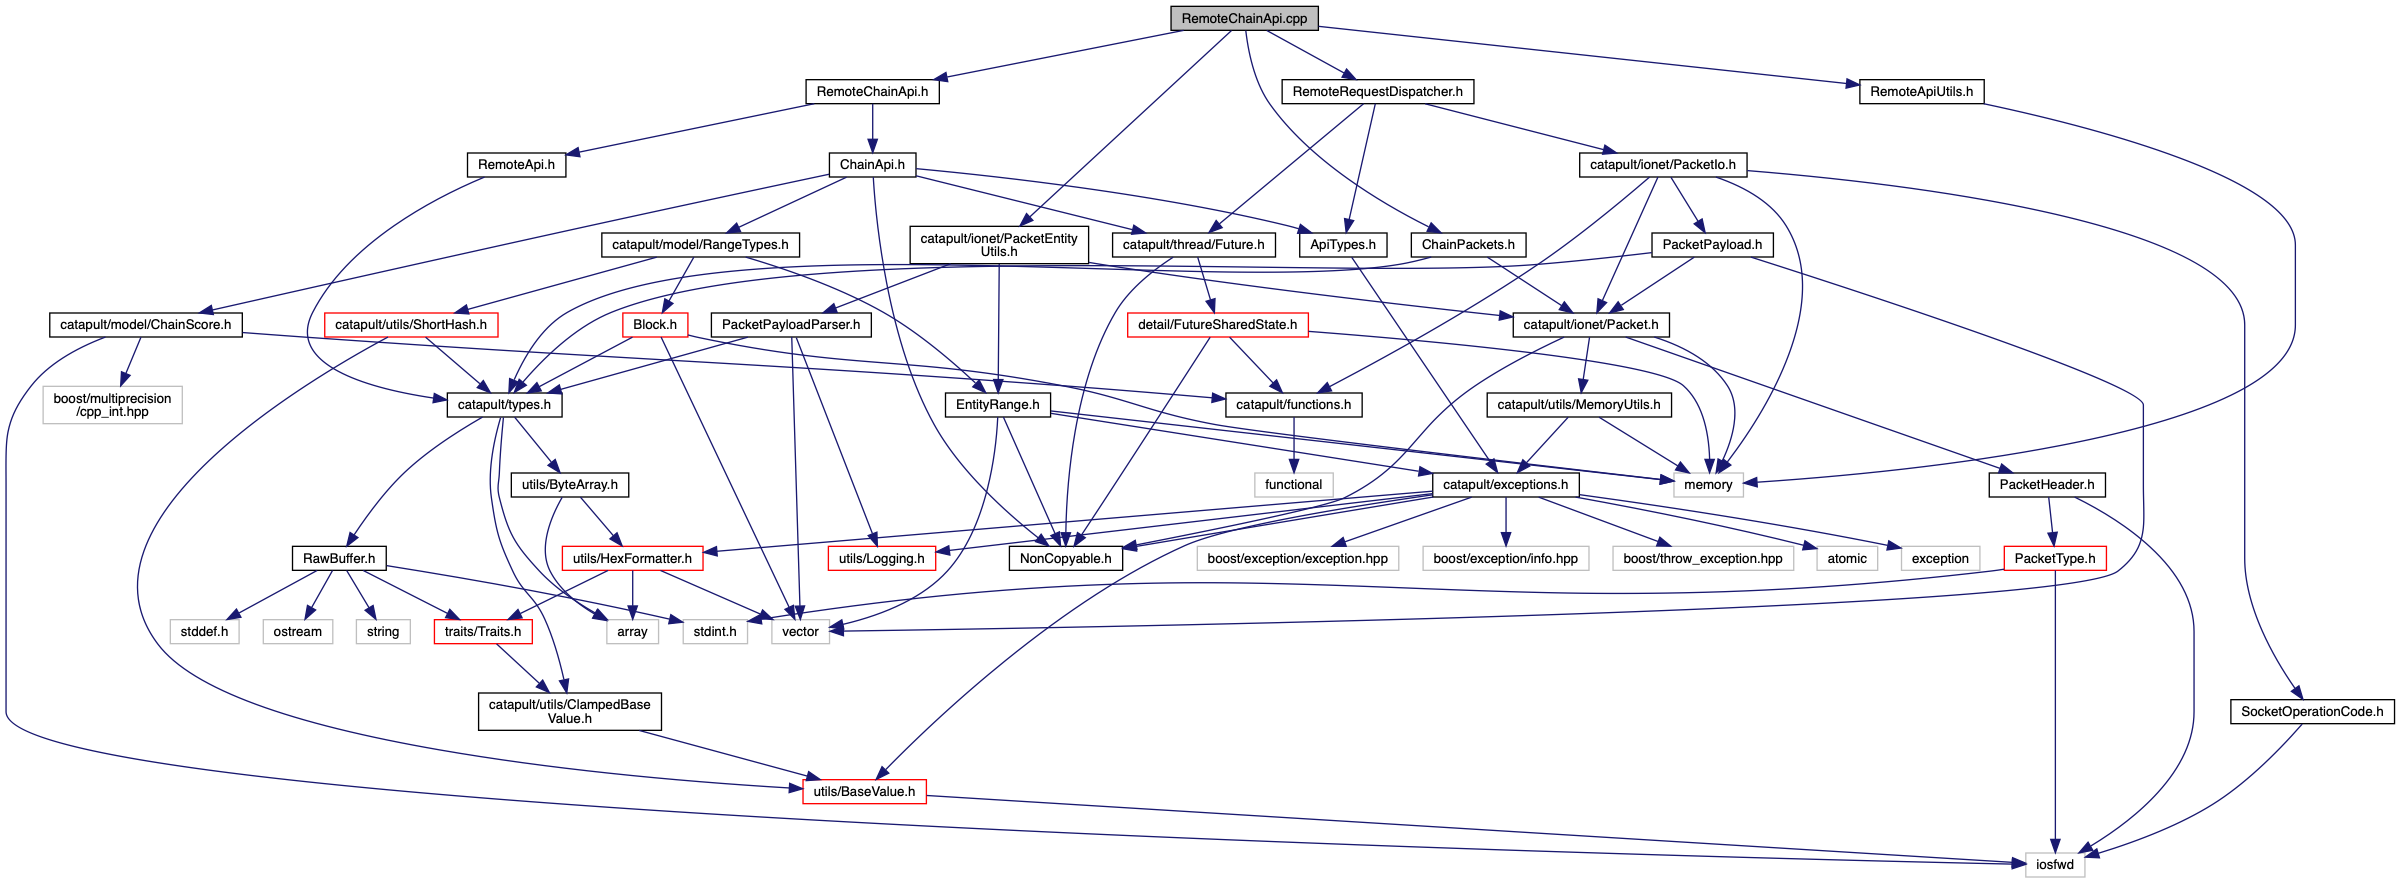 RemoteChainApi.cpp
RemoteChainApi.h
RemoteRequestDispatcher.h
RemoteApiUtils.h
RemoteApi.h
ChainApi.h
catapult/ionet/PacketIo.h
catapult/model/RangeTypes.h
catapult/ionet/PacketEntity
Utils.h
catapult/thread/Future.h
ApiTypes.h
ChainPackets.h
PacketPayload.h
catapult/model/ChainScore.h
catapult/utils/ShortHash.h
Block.h
PacketPayloadParser.h
detail/FutureSharedState.h
catapult/ionet/Packet.h
boost/multiprecision
/cpp_int.hpp
catapult/types.h
EntityRange.h
catapult/functions.h
catapult/utils/MemoryUtils.h
utils/ByteArray.h
functional
catapult/exceptions.h
memory
PacketHeader.h
RawBuffer.h
utils/HexFormatter.h
utils/Logging.h
NonCopyable.h
boost/exception/exception.hpp
boost/exception/info.hpp
boost/throw_exception.hpp
atomic
exception
PacketType.h
stddef.h
ostream
string
traits/Traits.h
array
stdint.h
vector
catapult/utils/ClampedBase
Value.h
SocketOperationCode.h
utils/BaseValue.h
iosfwd